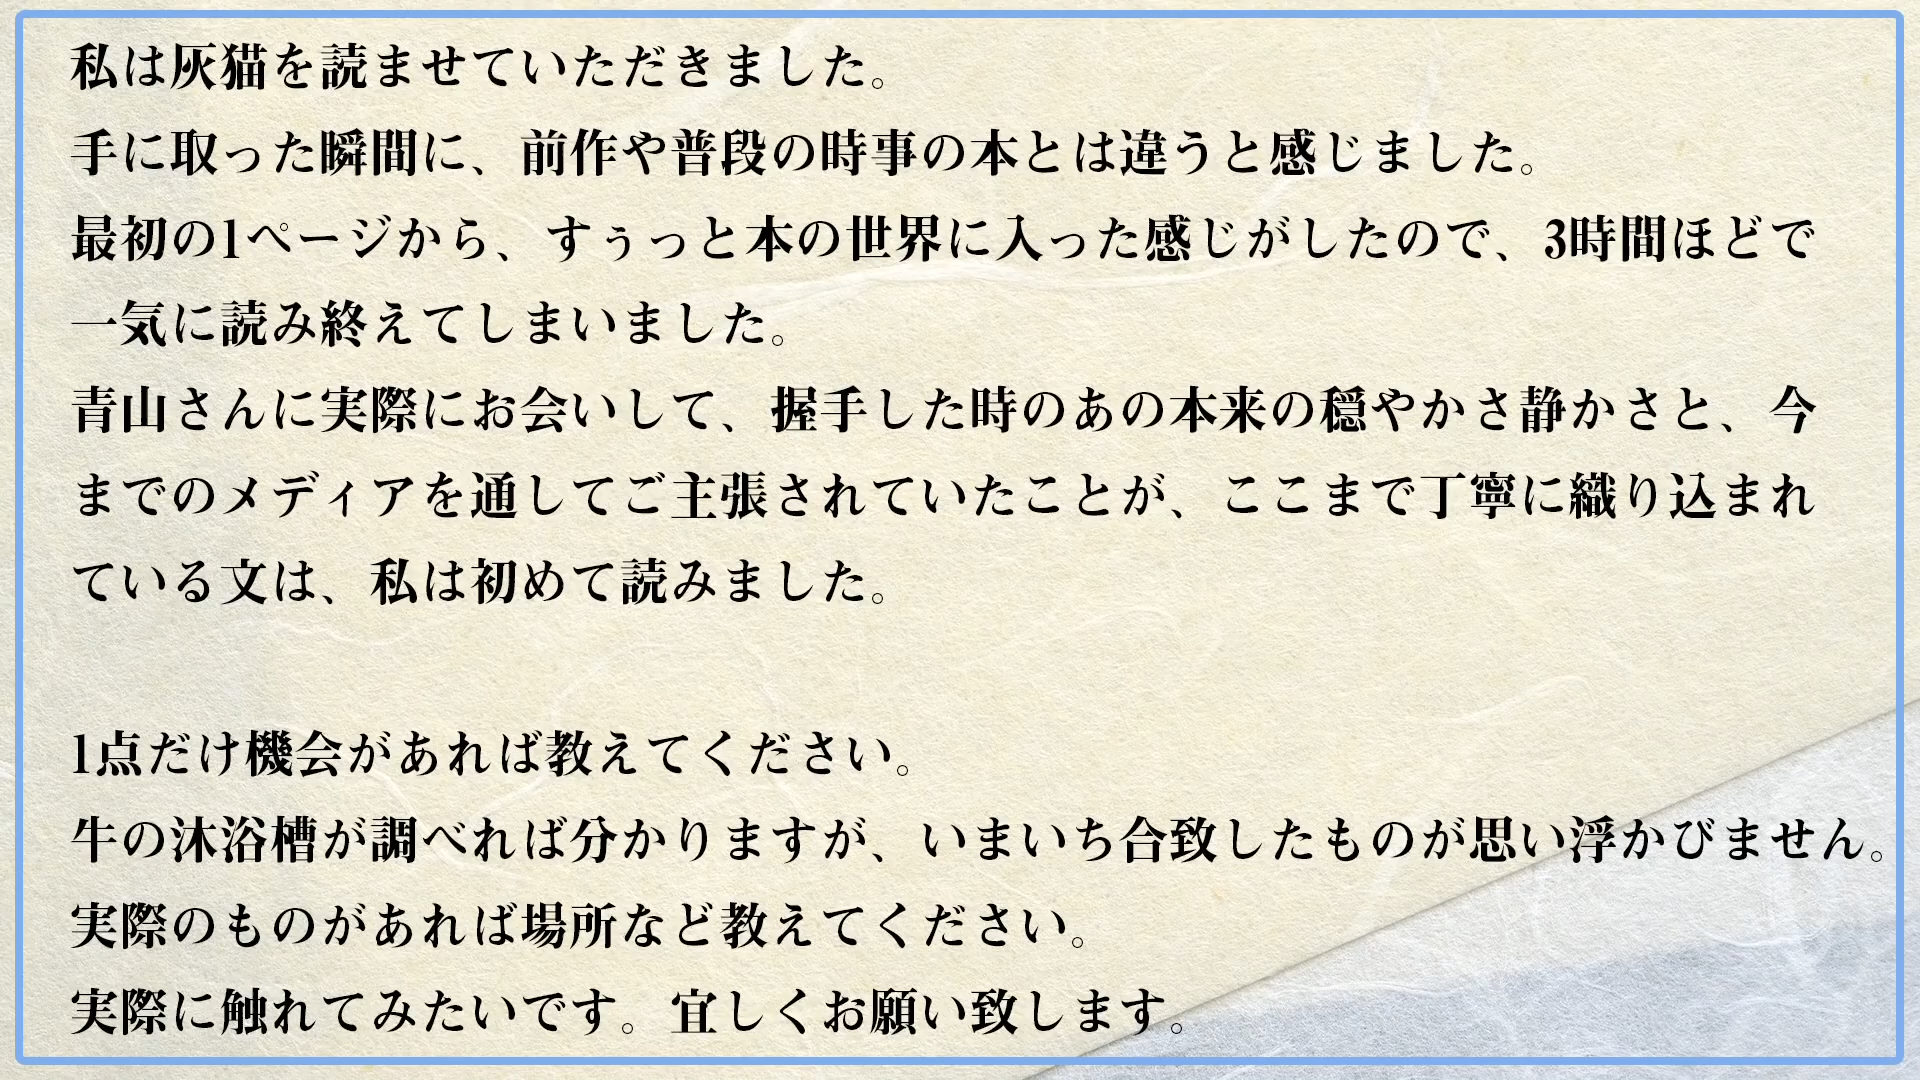 私は灰猫を読ませていただきました。
手に取った瞬間に、前作や普段の時事の本とは違うと感じました。
最初の1ページから、すぅっと本の世界に入った感じがしたので、3時間ほどで
一気に読み終えてしまいました。
青山さんに実際にお会いして、握手した時のあの本来の穏やかさ静かさと、今
までのメディアを通してご主張されていたことが、ここまで丁寧に織り込まれ
ている文は、私は初めて読みました。
1点だけ機会があれば教えてください。
牛の沐浴槽が調べれば分かりますが、いまいち合致したものが思い浮かびません。
実際のものがあれば場所など教えてください。
実際に触れてみたいです。宜しくお願い致します。